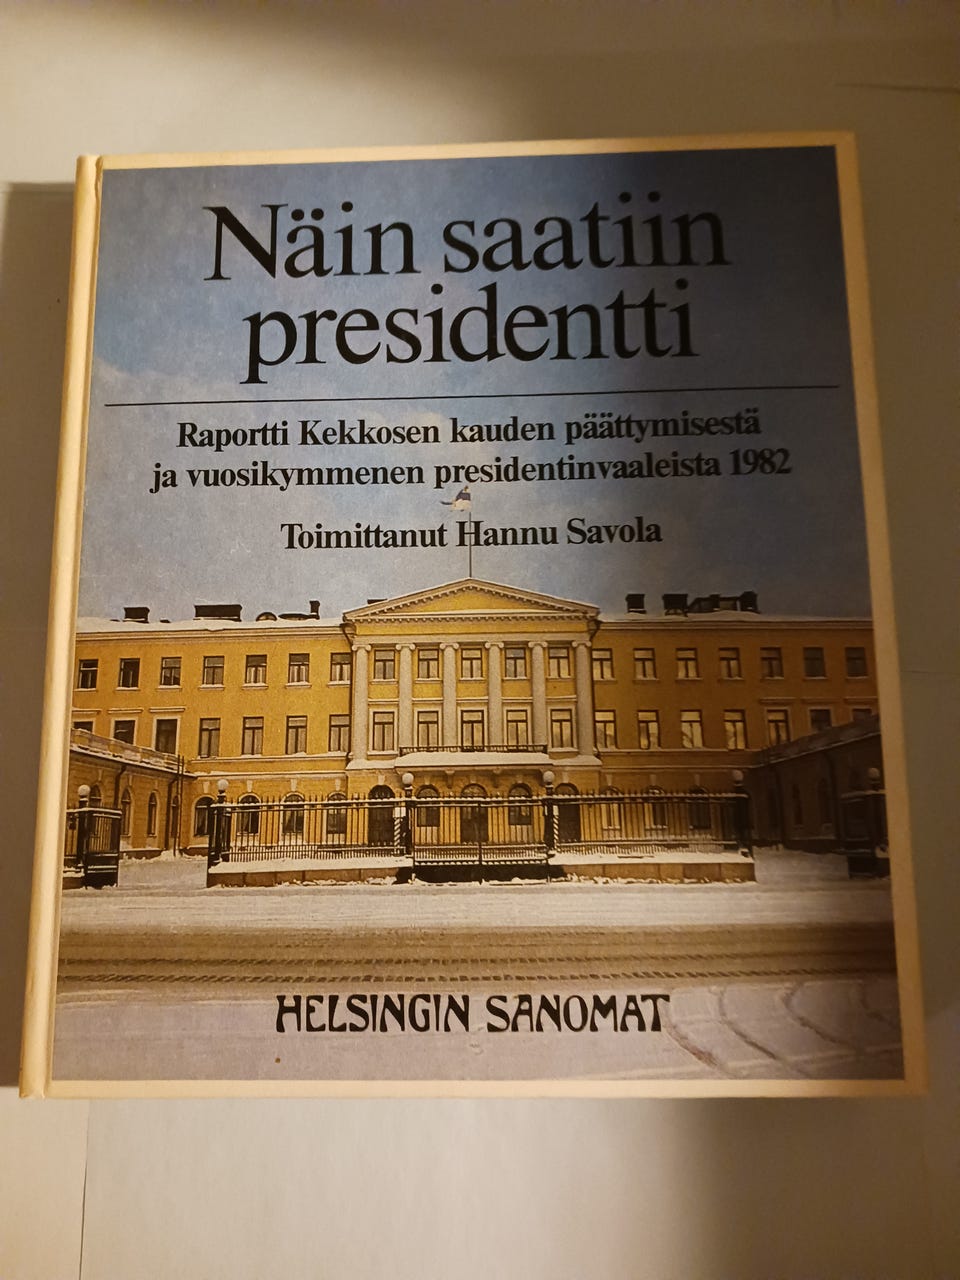 Näin saatiin
presidentti
Raportti Kekkosen kauden päättymisestä
ja vuosikymmenen presidentinvaaleista 1982
Toimittanut Hannu Savola
HELSINGIN SANOMAT